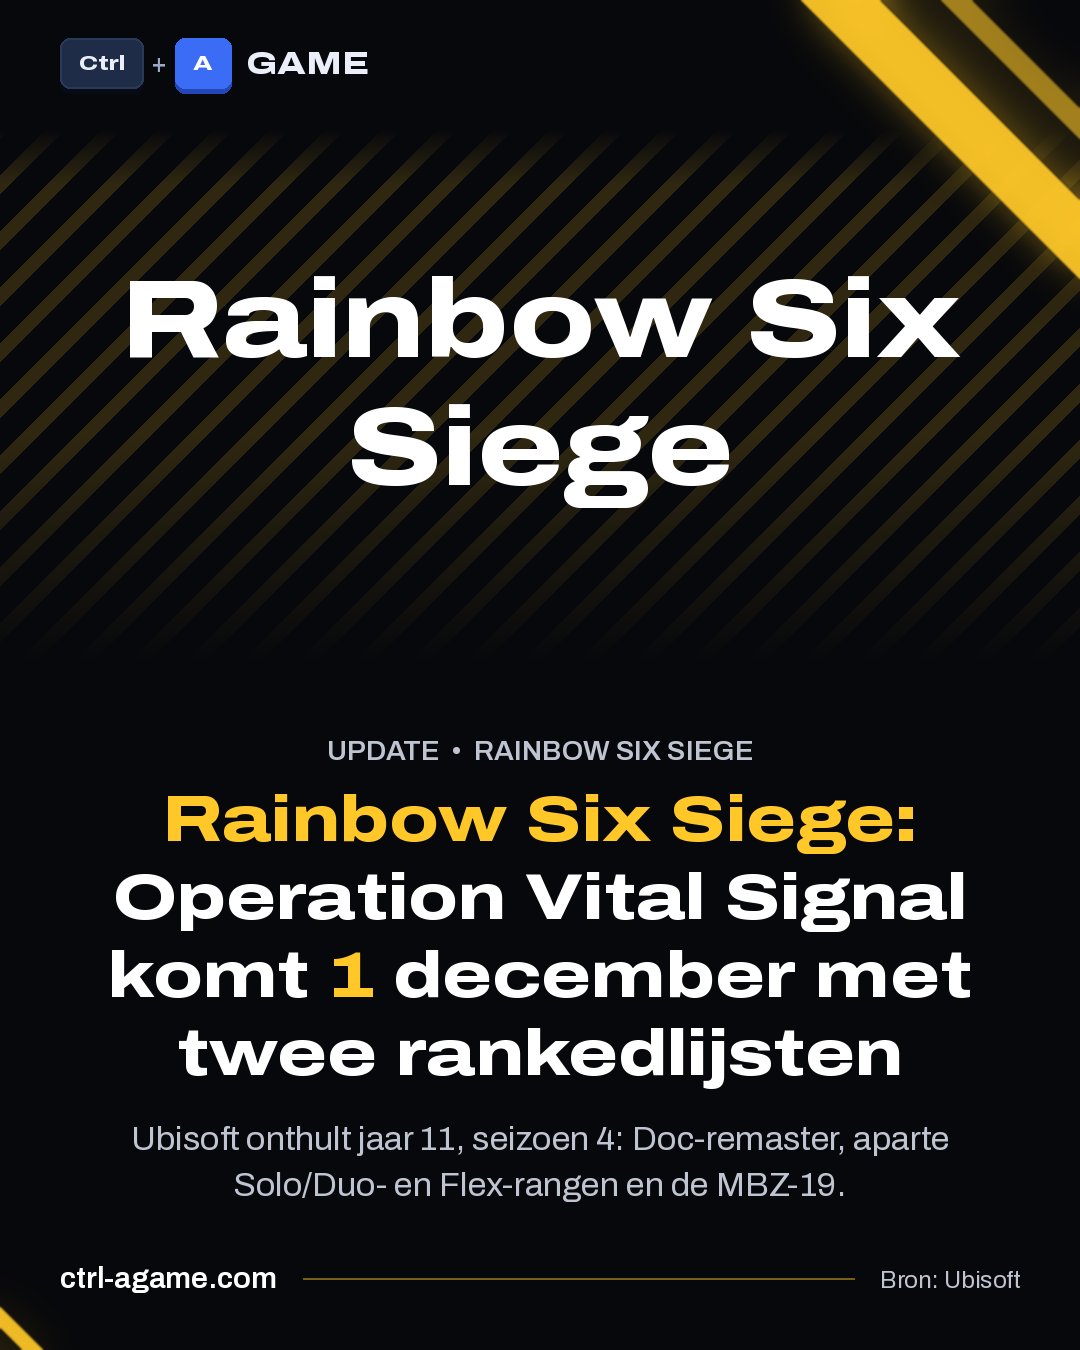 Ctrl + A GAME
Rainbow Six
Siege
UPDATE • RAINBOW SIX SIEGE
Rainbow Six Siege:
Operation Vital Signal
komt 1 december met
twee rankedlijsten
Ubisoft onthult jaar 11, seizoen 4: Doc-remaster, aparte
Solo/Duo- en Flex-rangen en de MBZ-19.
ctrl-agame.com
Bron: Ubisoft